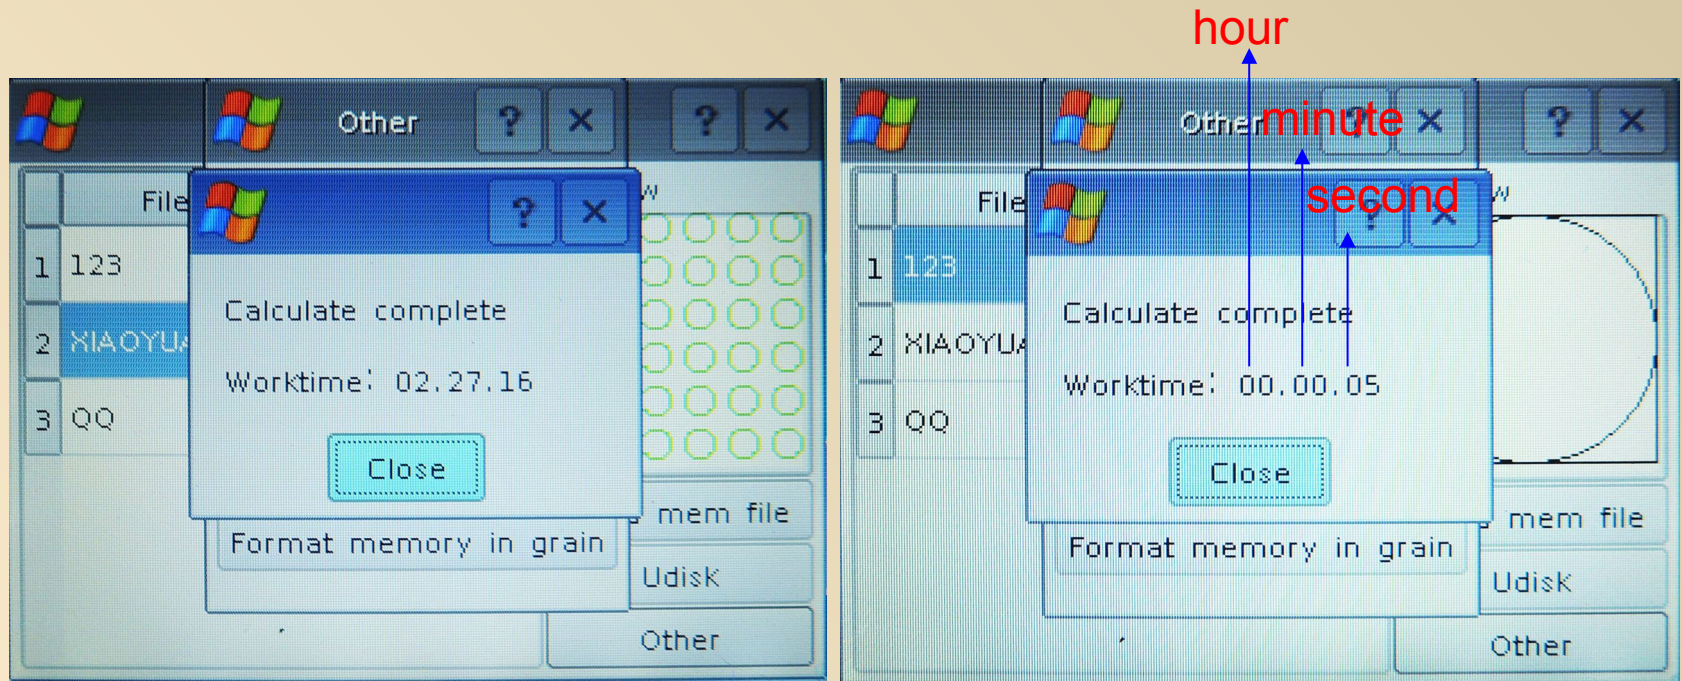 hour
minute
second
Other
? ×
? ×
File
w
? ×
1 123
2 XIAOYUA
3 QQ
Calculate complete
Worktime: 02.27.16
Close
mem file
Format memory in grain
Udisk
Other
Other
? ×
? ×
File
w
? ×
1 123
2 XIAOYUA
3 QQ
Calculate complete
Worktime: 00.00.05
Close
mem file
Format memory in grain
Udisk
Other